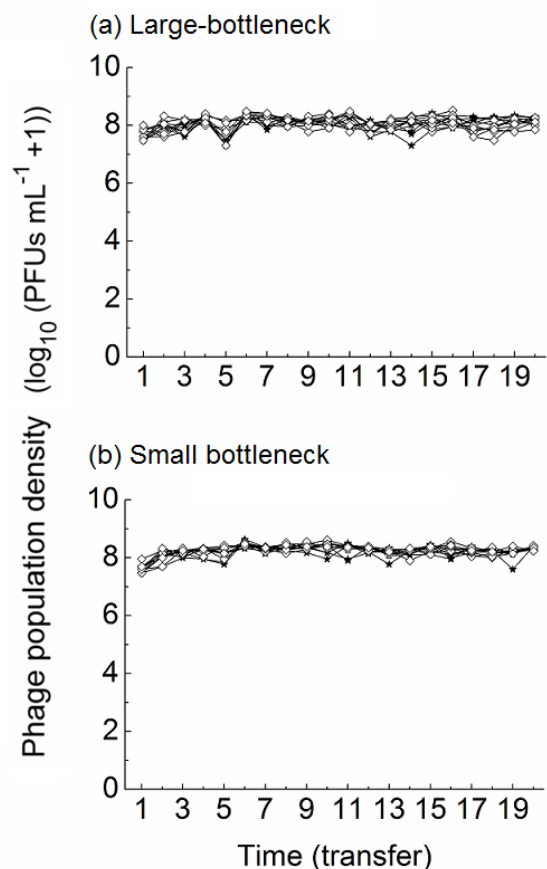 (a) Large-bottleneck
10
8
6
4
2
0
1 3 5 7 9 11 13 15 17 19
(b) Small bottleneck
10
8
6
4
2
0
1 3 5 7 9 11 13 15 17 19
Time (transfer)
Phage population density (log10 (PFUs mL-1 +1))